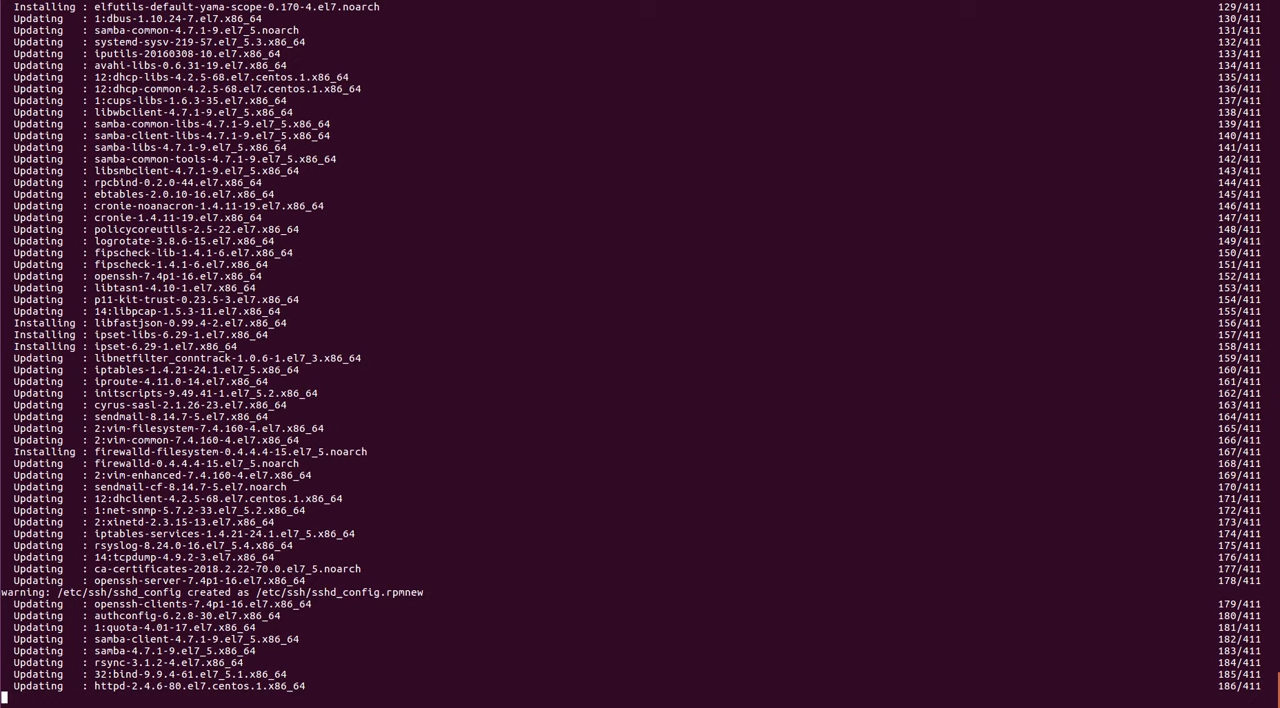 Installing : elfutils-default-yama-scope-0.170-4.el7.noarch 129/411
Updating : 1:dbus-1.10.24-7.el7.x86_64 130/411
Updating : samba-common-4.7.1-9.el7_5.noarch 131/411
Updating : systemd-sysv-219-57.el7_5.3.x86_64 132/411
Updating : iputils-20160308-10.el7.x86_64 133/411
Updating : avahi-libs-0.6.31-19.el7.x86_64 134/411
Updating : 12:dhcp-libs-4.2.5-68.el7.centos.1.x86_64 135/411
Updating : 12:dhcp-common-4.2.5-68.el7.centos.1.x86_64 136/411
Updating : 1:cups-libs-1.6.3-35.el7.x86_64 137/411
Updating : libwbclient-4.7.1-9.el7_5.x86_64 138/411
Updating : samba-common-libs-4.7.1-9.el7_5.x86_64 139/411
Updating : samba-client-libs-4.7.1-9.el7_5.x86_64 140/411
Updating : samba-libs-4.7.1-9.el7_5.x86_64 141/411
Updating : samba-common-tools-4.7.1-9.el7_5.x86_64 142/411
Updating : libsmbclient-4.7.1-9.el7_5.x86_64 143/411
Updating : rpcbind-0.2.0-44.el7.x86_64 144/411
Updating : ebtables-2.0.10-16.el7.x86_64 145/411
Updating : cronie-noanacron-1.4.11-19.el7.x86_64 146/411
Updating : cronie-1.4.11-19.el7.x86_64 147/411
Updating : policycoreutils-2.5-22.el7.x86_64 148/411
Updating : logrotate-3.8.6-15.el7.x86_64 149/411
Updating : fipscheck-lib-1.4.1-6.el7.x86_64 150/411
Updating : fipscheck-1.4.1-6.el7.x86_64 151/411
Updating : openssh-7.4p1-16.el7.x86_64 152/411
Updating : libtasn1-4.10-1.el7.x86_64 153/411
Updating : p11-kit-trust-0.23.5-3.el7.x86_64 154/411
Updating : 14:libpcap-1.5.3-11.el7.x86_64 155/411
Installing : libfastjson-0.99.4-2.el7.x86_64 156/411
Installing : ipset-libs-6.29-1.el7.x86_64 157/411
Installing : ipset-6.29-1.el7.x86_64 158/411
Updating : libnetfilter_conntrack-1.0.6-1.el7_3.x86_64 159/411
Updating : iptables-1.4.21-24.1.el7_5.x86_64 160/411
Updating : iproute-4.11.0-14.el7.x86_64 161/411
Updating : initscripts-9.49.41-1.el7_5.2.x86_64 162/411
Updating : cyrus-sasl-2.1.26-23.el7.x86_64 163/411
Updating : sendmail-8.14.7-5.el7.x86_64 164/411
Updating : 2:vim-filesystem-7.4.160-4.el7.x86_64 165/411
Updating : 2:vim-common-7.4.160-4.el7.x86_64 166/411
Installing : firewalld-filesystem-0.4.4.4-15.el7_5.noarch 167/411
Updating : firewalld-0.4.4.4-15.el7_5.noarch 168/411
Updating : 2:vim-enhanced-7.4.160-4.el7.x86_64 169/411
Updating : sendmail-cf-8.14.7-5.el7.noarch 170/411
Updating : 12:dhclient-4.2.5-68.el7.centos.1.x86_64 171/411
Updating : 1:net-snmp-5.7.2-33.el7_5.2.x86_64 172/411
Updating : 2:xinetd-2.3.15-13.el7.x86_64 173/411
Updating : iptables-services-1.4.21-24.1.el7_5.x86_64 174/411
Updating : rsyslog-8.24.0-16.el7_5.4.x86_64 175/411
Updating : 14:tcpdump-4.9.2-3.el7.x86_64 176/411
Updating : ca-certificates-2018.2.22-70.0.el7_5.noarch 177/411
Updating : openssh-server-7.4p1-16.el7.x86_64 178/411
warning: /etc/ssh/sshd_config created as /etc/ssh/sshd_config.rpmnew
Updating : openssh-clients-7.4p1-16.el7.x86_64 179/411
Updating : authconfig-6.2.8-30.el7.x86_64 180/411
Updating : 1:quota-4.01-17.el7.x86_64 181/411
Updating : samba-client-4.7.1-9.el7_5.x86_64 182/411
Updating : samba-4.7.1-9.el7_5.x86_64 183/411
Updating : rsync-3.1.2-4.el7.x86_64 184/411
Updating : 32:bind-9.9.4-61.el7_5.1.x86_64 185/411
Updating : httpd-2.4.6-80.el7.centos.1.x86_64 186/411